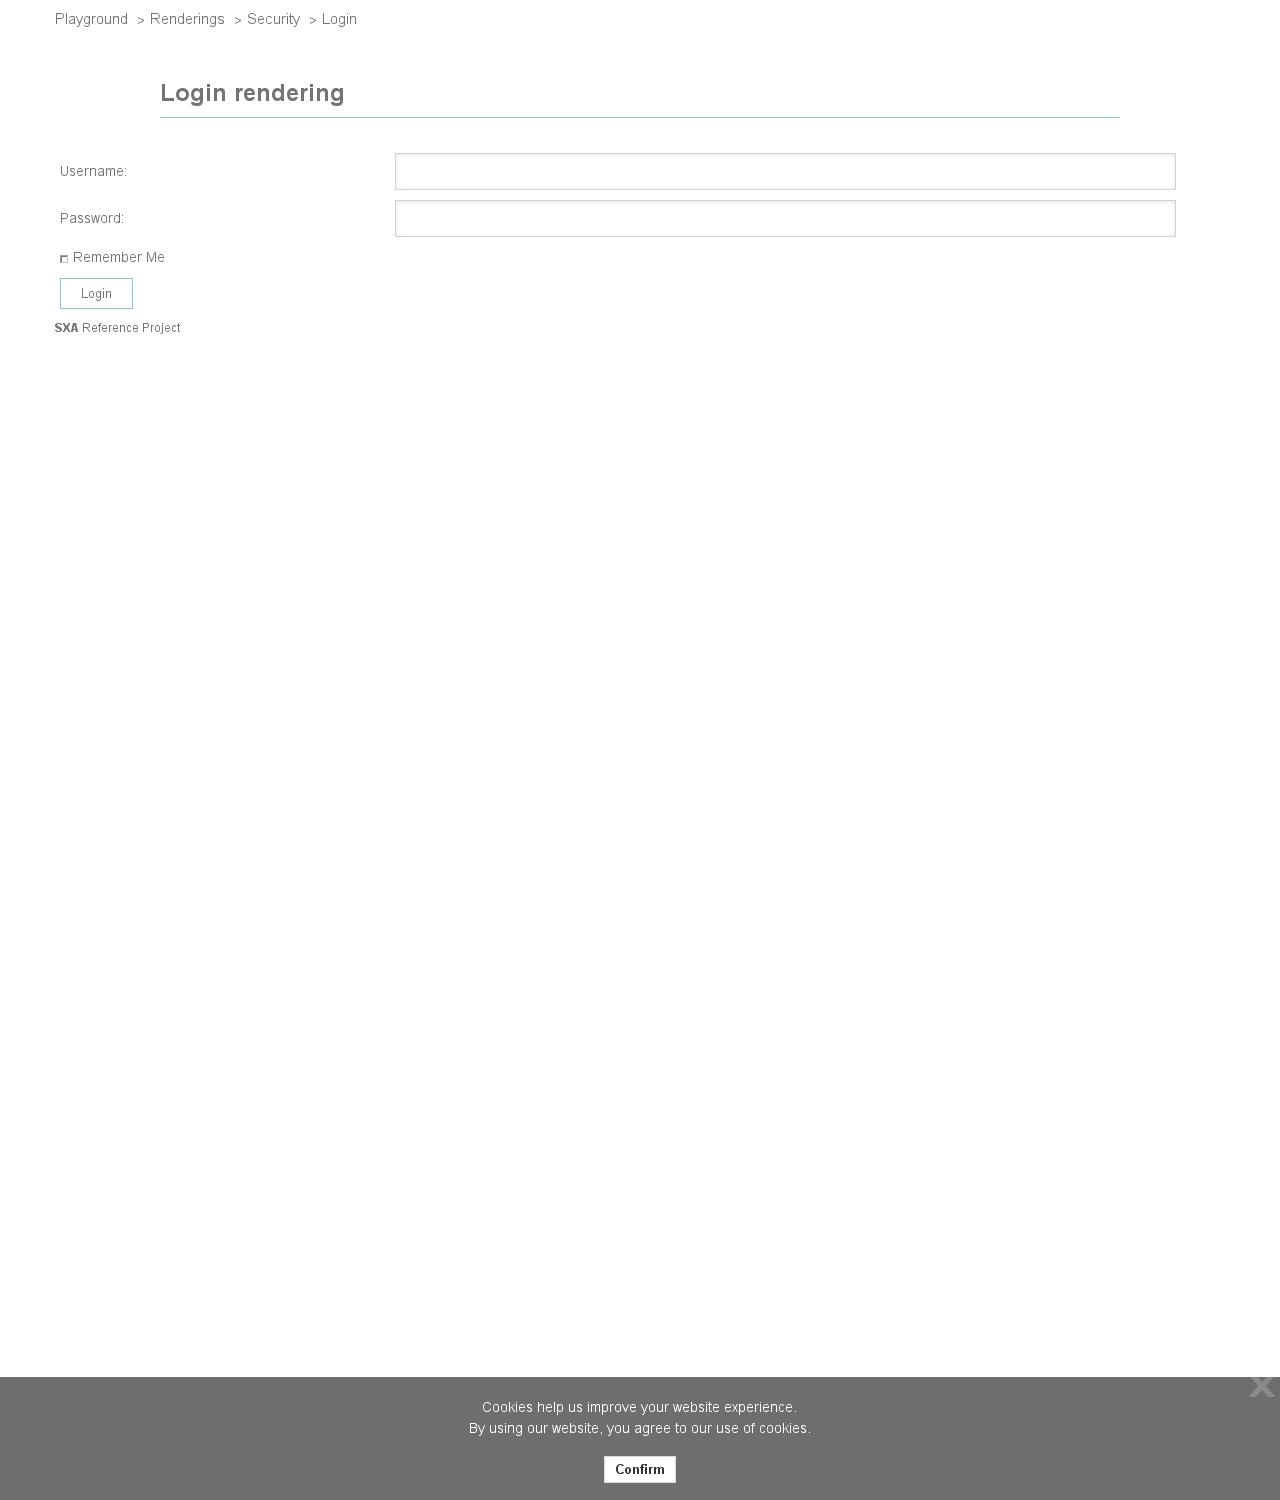 Playground > Renderings > Security > Login
Login rendering
Username:
Password:
Remember Me
Login
SXA Reference Project
Cookies help us improve your website experience.
By using our website, you agree to our use of cookies.
Confirm